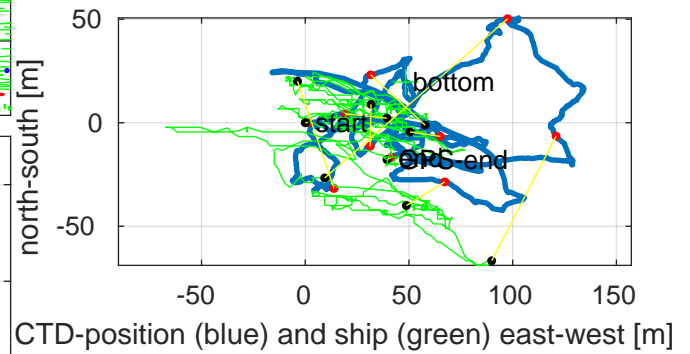 50
0
-50
north-south [m]
bottom
start
GPS-end
-50
0
50
100
150
CTD-position (blue) and ship (green) east-west [m]